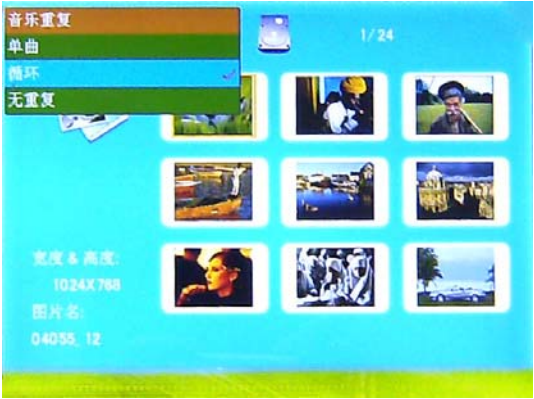 音乐重复
单曲
循环
无重复
1/24
宽度 & 高度:
1024X768
图片名:
04055_12